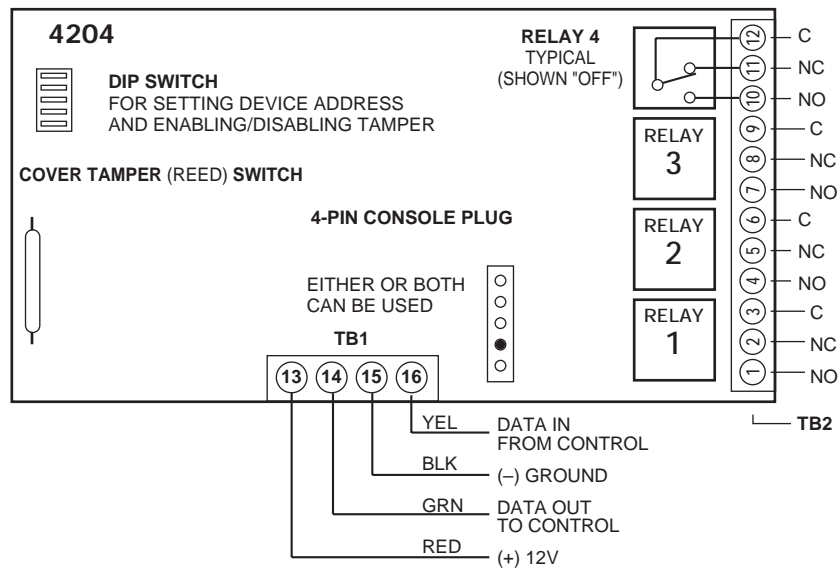 4204
DIP SWITCH
FOR SETTING DEVICE ADDRESS
AND ENABLING/DISABLING TAMPER
COVER TAMPER (REED) SWITCH
4-PIN CONSOLE PLUG
EITHER OR BOTH
CAN BE USED
TB1
13 14 15 16
RELAY 4
TYPICAL
(SHOWN "OFF")
RELAY
3
RELAY
2
RELAY
1
12 C
11 NC
10 NO
9 C
8 NC
7 NO
6 C
5 NC
4 NO
3 C
2 NC
1 NO
TB2
YEL DATA IN
FROM CONTROL
BLK (–) GROUND
GRN DATA OUT
TO CONTROL
RED (+) 12V